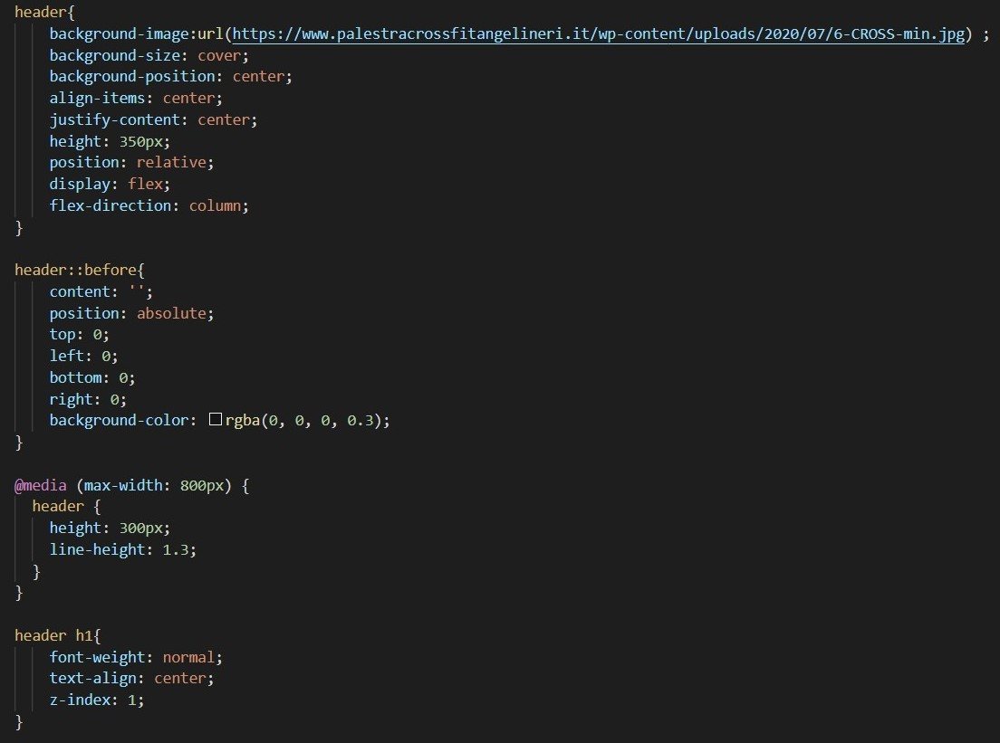 header{
    background-image:url(https://www.palestracrossfitangelineri.it/wp-content/uploads/2020/07/6-CROSS-min.jpg) ;
    background-size: cover;
    background-position: center;
    align-items: center;
    justify-content: center;
    height: 350px;
    position: relative;
    display: flex;
    flex-direction: column;
}

header::before{
    content: '';
    position: absolute;
    top: 0;
    left: 0;
    bottom: 0;
    right: 0;
    background-color: rgba(0, 0, 0, 0.3);
}

@media (max-width: 800px) {
  header {
    height: 300px;
    line-height: 1.3;
  }
}

header h1{
    font-weight: normal;
    text-align: center;
    z-index: 1;
}